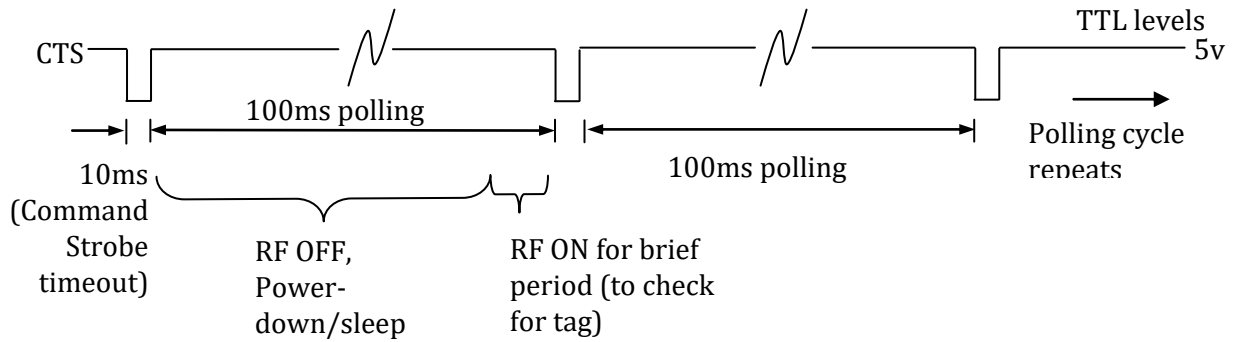 TTL levels
CTS
5v
100ms polling
100ms polling
Polling cycle
repeats
10ms
(Command
Strobe
timeout)
RF OFF,
Power-
down/sleep
RF ON for brief
period (to check
for tag)